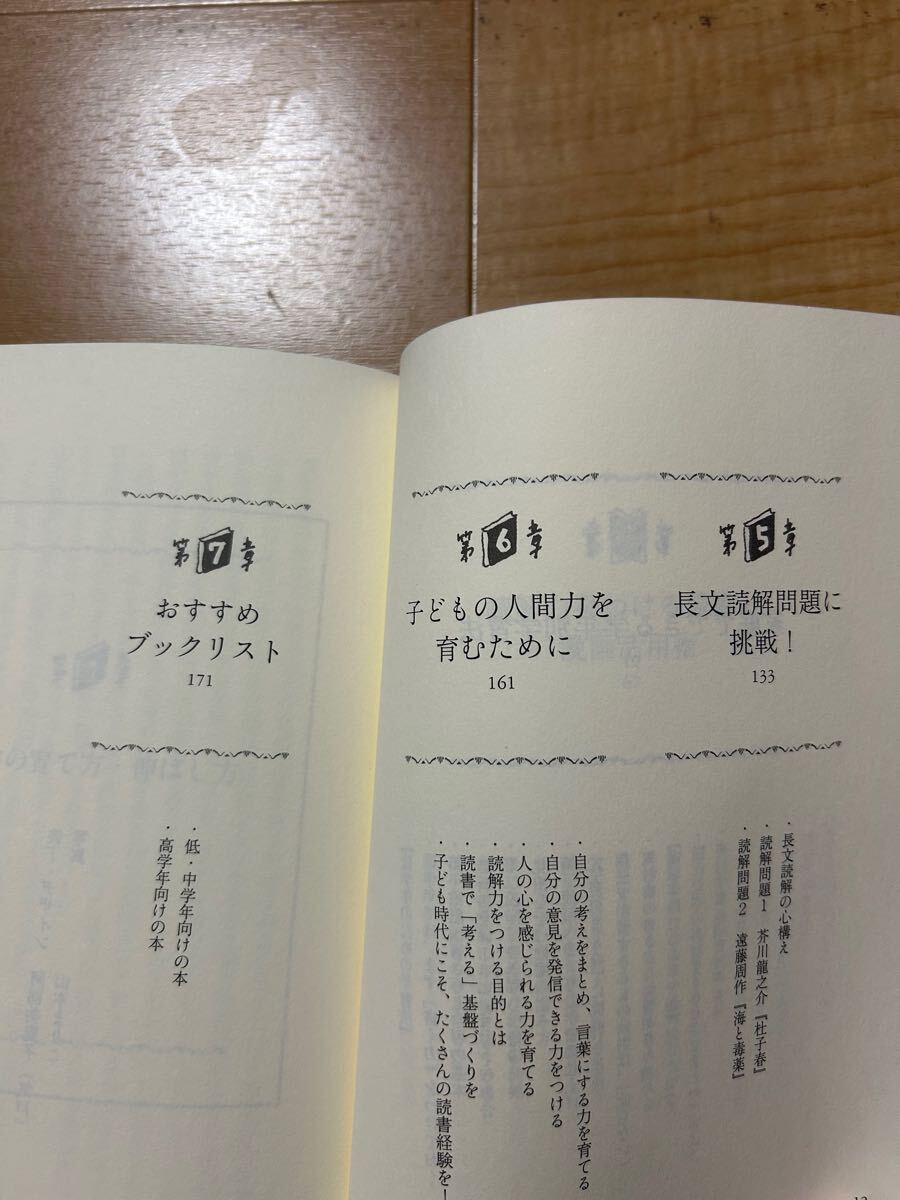 第5章
長文読解問題に
挑戦！
133
・長文読解の心構え
・読解問題1　芥川龍之介『杜子春』
・読解問題2　遠藤周作『海と毒薬』
第6章
子どもの人間力を
育むために
161
・自分の考えをまとめ、言葉にする力を育てる
・自分の意見を発信できる力をつける
・人の心を感じられる力を育てる
・読解力をつける目的とは
・読書で「考える」基盤づくりを
・子ども時代にこそ、たくさんの読書経験を！
第7章
おすすめ
ブックリスト
171
・低・中学年向けの本
・高学年向けの本